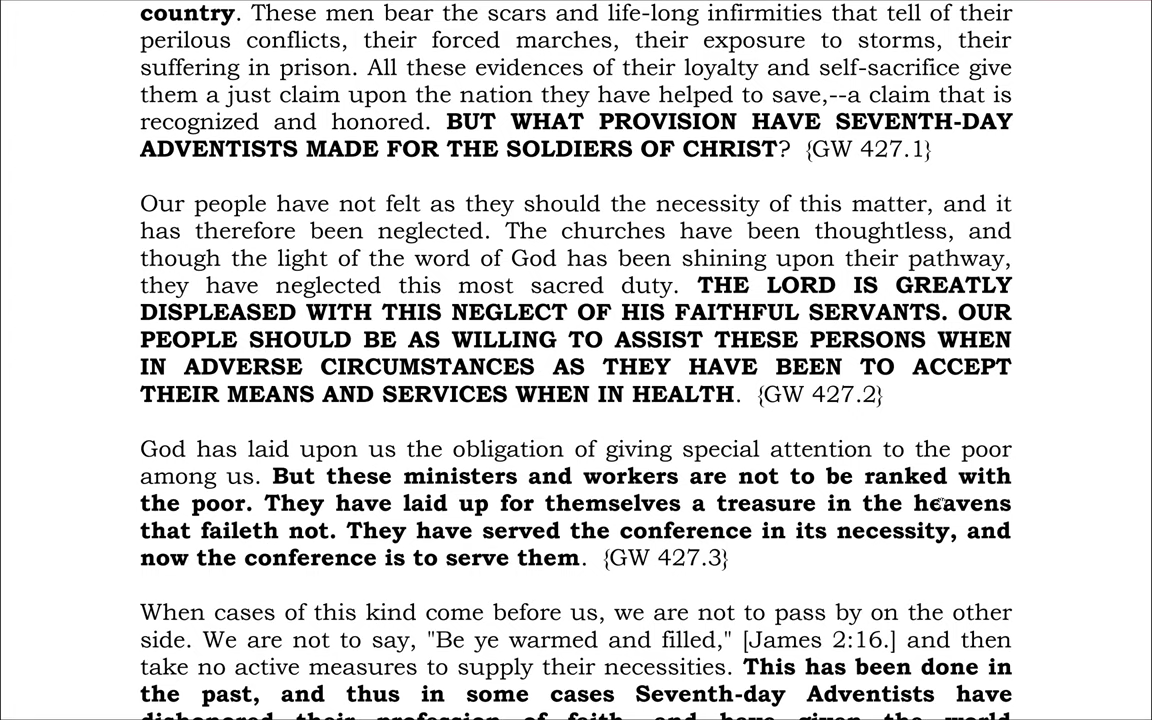 country. These men bear the scars and life-long infirmities that tell of their
perilous conflicts, their forced marches, their exposure to storms, their
suffering in prison. All these evidences of their loyalty and self-sacrifice give
them a just claim upon the nation they have helped to save,--a claim that is
recognized and honored. BUT WHAT PROVISION HAVE SEVENTH-DAY
ADVENTISTS MADE FOR THE SOLDIERS OF CHRIST? {GW 427.1}
Our people have not felt as they should the necessity of this matter, and it
has therefore been neglected. The churches have been thoughtless, and
though the light of the word of God has been shining upon their pathway,
they have neglected this most sacred duty. THE LORD IS GREATLY
DISPLEASED WITH THIS NEGLECT OF HIS FAITHFUL SERVANTS. OUR
PEOPLE SHOULD BE AS WILLING TO ASSIST THESE PERSONS WHEN
IN ADVERSE CIRCUMSTANCES AS THEY HAVE BEEN TO ACCEPT
THEIR MEANS AND SERVICES WHEN IN HEALTH. {GW 427.2}
God has laid upon us the obligation of giving special attention to the poor
among us. But these ministers and workers are not to be ranked with
the poor. They have laid up for themselves a treasure in the heavens
that faileth not. They have served the conference in its necessity, and
now the conference is to serve them. {GW 427.3}
When cases of this kind come before us, we are not to pass by on the other
side. We are not to say, "Be ye warmed and filled," [James 2:16.] and then
take no active measures to supply their necessities. This has been done in
the past, and thus in some cases Seventh-day Adventists have
dishonored their profession of faith, and have given the world